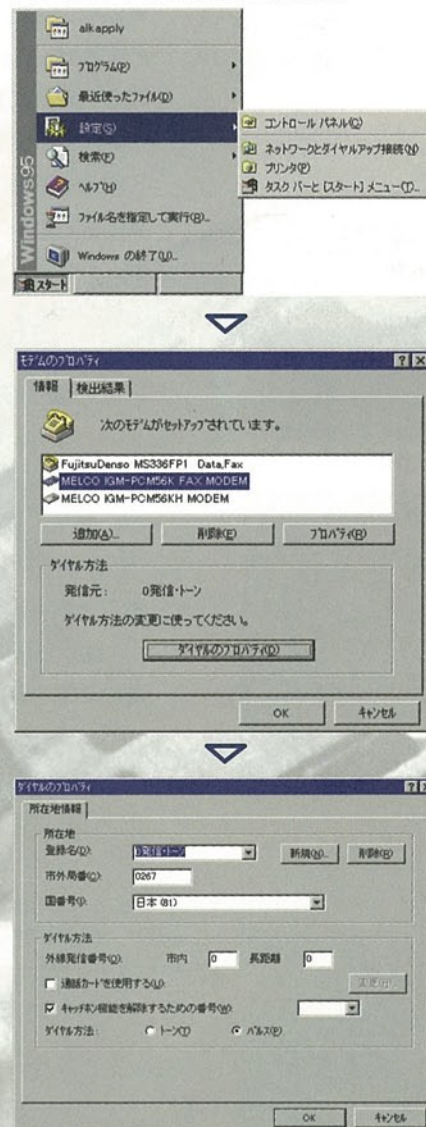 alkapply
プログラム(P)
最近使ったファイル(D)
設定(S)
検索(F)
ヘルプ(H)
ファイル名を指定して実行(R)...
Windows の終了(U)...
Windows95
スタート
コントロール パネル(C)
ネットワークとダイヤルアップ接続(N)
プリンタ(P)
タスク バーと [スタート] メニュー(T)...
モデムのプロパティ
情報
検出結果
次のモデムがセットアップされています。
FujitsuDenso MS336FP1 Data,Fax
MELCO IGM-PCM56K FAX MODEM
MELCO IGM-PCM56KH MODEM
追加(A)... 削除(E) プロパティ(R)
ダイヤル方法
発信元: 0発信・トーン
ダイヤル方法の変更に使ってください。
ダイヤルのプロパティ(D)
OK キャンセル
ダイヤルのプロパティ
所在地情報
所在地
登録名(D): 0発信・トーン 新規(N)... 削除(R)
市外局番(C): 0267
国番号(I): 日本 (81)
ダイヤル方法
外線発信番号(O): 市内 0 長距離 0
通話カードを使用する(U):
キャッチホン機能を解除するための番号(W):
ダイヤル方法: トーン(T) パルス(P)
OK キャンセル